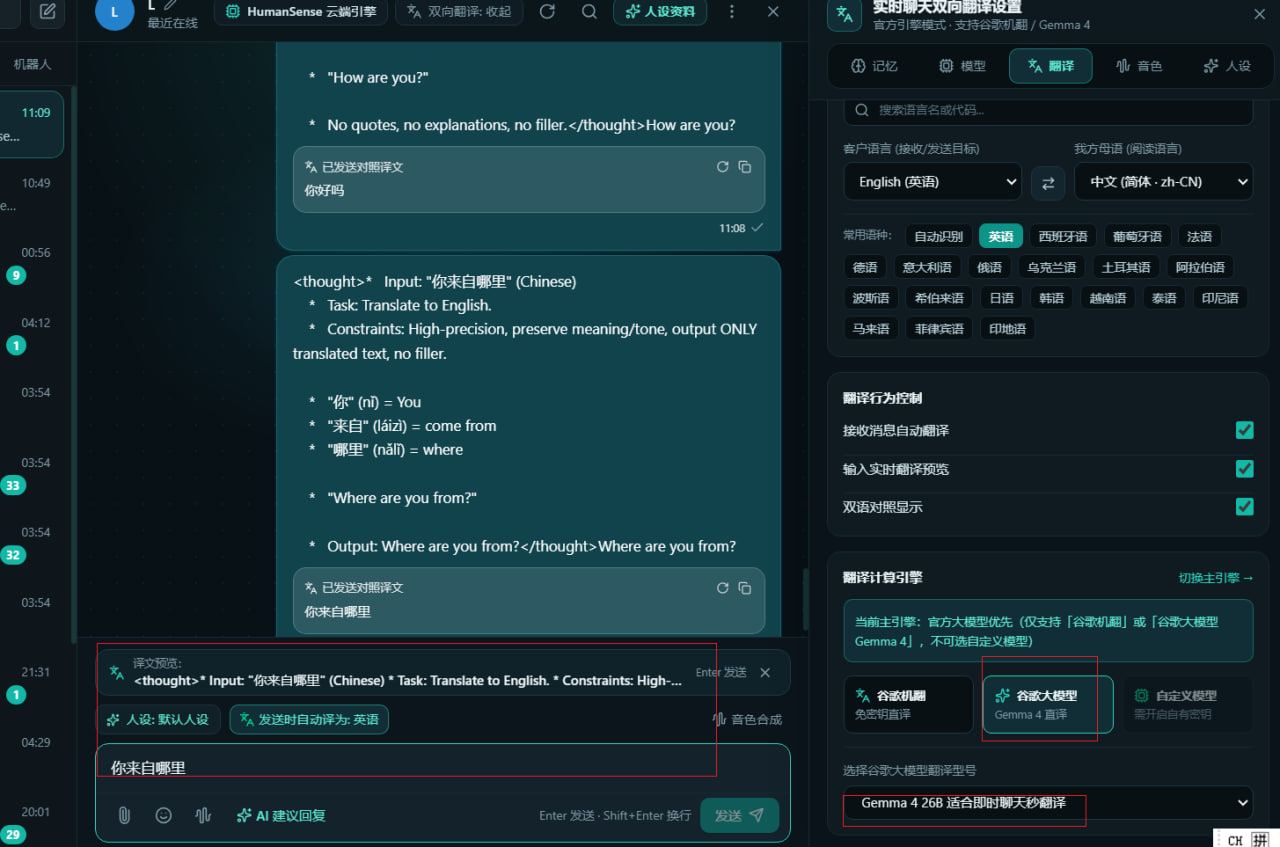 机器人
11:09
se...
10:49
e...
00:56
9
04:12
1
03:54
03:54
33
03:54
32
03:54
21:31
1
04:29
20:01
29
L
L
最近在线
HumanSense 云端引擎
双向翻译: 收起
人设资料
* "How are you?"
* No quotes, no explanations, no filler.</thought>How are you?
已发送对照译文
你好吗
11:08
<thought>* Input: "你来自哪里" (Chinese)
* Task: Translate to English.
* Constraints: High-precision, preserve meaning/tone, output ONLY
translated text, no filler.
* "你" (nǐ) = You
* "来自" (láizì) = come from
* "哪里" (nǎlǐ) = where
* "Where are you from?"
* Output: Where are you from?</thought>Where are you from?
已发送对照译文
你来自哪里
译文预览:
<thought>* Input: "你来自哪里" (Chinese) * Task: Translate to English. * Constraints: High-...
Enter 发送
人设: 默认人设
发送时自动译为: 英语
音色合成
你来自哪里
AI 建议回复
Enter 发送 · Shift+Enter 换行
发送
实时聊天双向翻译设置
官方引擎模式 · 支持谷歌机翻 / Gemma 4
记忆
模型
翻译
音色
人设
搜索语言名或代码...
客户语言 (接收/发送目标)
我方母语 (阅读语言)
English (英语)
中文 (简体 · zh-CN)
常用语种:
自动识别
英语
西班牙语
葡萄牙语
法语
德语
意大利语
俄语
乌克兰语
土耳其语
阿拉伯语
波斯语
希伯来语
日语
韩语
越南语
泰语
印尼语
马来语
菲律宾语
印地语
翻译行为控制
接收消息自动翻译
输入实时翻译预览
双语对照显示
翻译计算引擎
切换主引擎 →
当前主引擎：官方大模型优先（仅支持「谷歌机翻」或「谷歌大模型
Gemma 4」，不可选自定义模型）
谷歌机翻
免密钥直译
谷歌大模型
Gemma 4 直译
自定义模型
需开启自有密钥
选择谷歌大模型翻译型号
Gemma 4 26B 适合即时聊天秒翻译
CH 拼